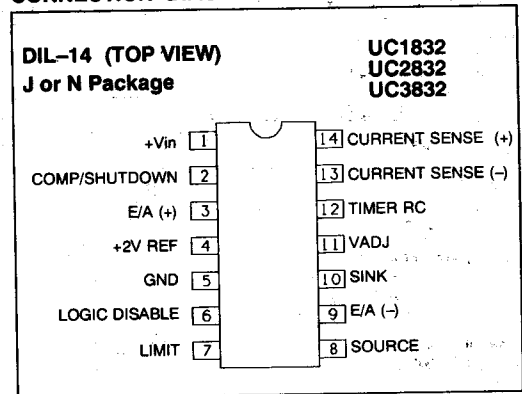 DIL–14 (TOP VIEW)
J or N Package
UC1832
UC2832
UC3832
+Vin 1
COMP/SHUTDOWN 2
E/A (+) 3
+2V REF 4
GND 5
LOGIC DISABLE 6
LIMIT 7
14 CURRENT SENSE (+)
13 CURRENT SENSE (–)
12 TIMER RC
11 VADJ
10 SINK
9 E/A (–)
8 SOURCE